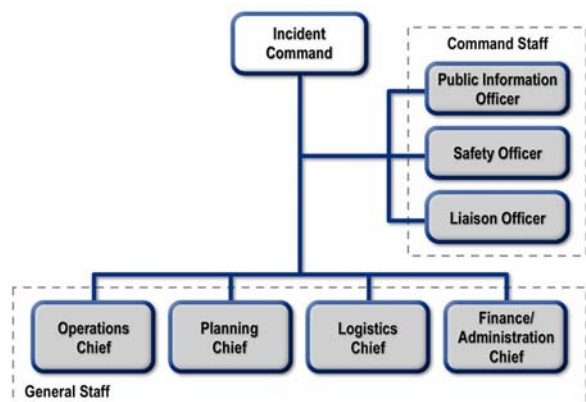 Incident
Command
Command Staff
Public Information
Officer
Safety Officer
Liaison Officer
Operations
Chief
Planning
Chief
Logistics
Chief
Finance/
Administration
Chief
General Staff